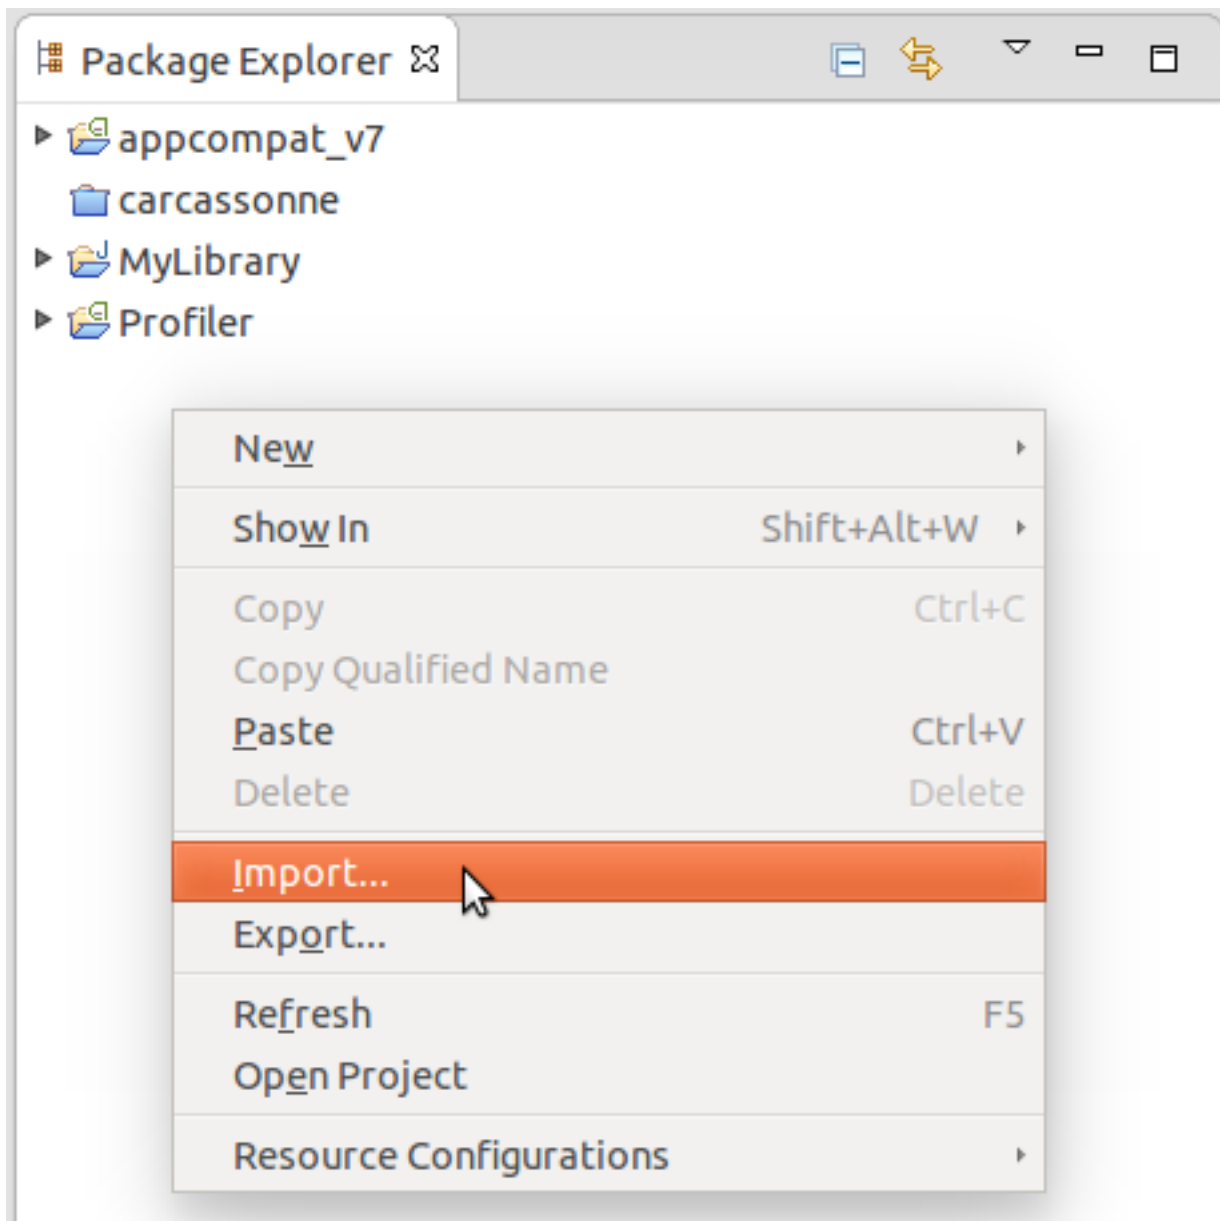 Package Explorer
appcompat_v7
carcassonne
MyLibrary
Profiler
New
Show In Shift+Alt+W
Copy Ctrl+C
Copy Qualified Name
Paste Ctrl+V
Delete Delete
Import...
Export...
Refresh F5
Open Project
Resource Configurations